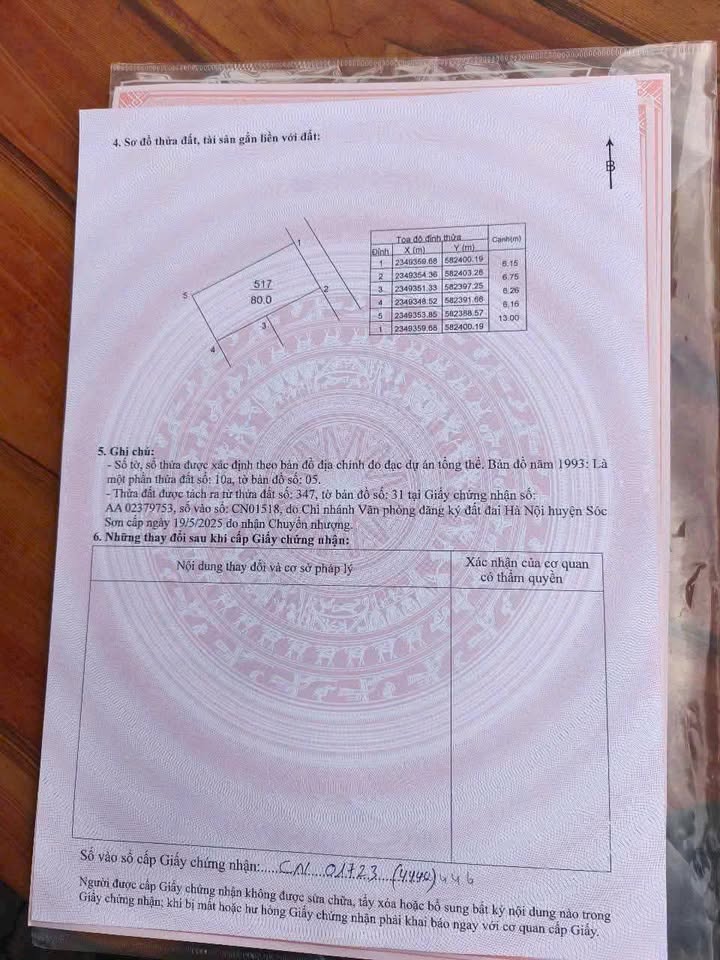 4. Sơ đồ thửa đất, tài sản gắn liền với đất:
B
1
517
80.0
5
2
3
4
Toạ độ đỉnh thửa Cạnh(m)
Đỉnh X (m) Y (m)
1 2349359.68 582400.19
6.15
2 2349354.36 582403.28
6.75
3 2349351.33 582397.25
6.26
4 2349348.52 582391.66
6.16
5 2349353.85 582388.57
13.00
1 2349359.68 582400.19
5. Ghi chú:
- Số tờ, số thửa được xác định theo bản đồ địa chính đo đạc dự án tổng thể. Bản đồ năm 1993: Là
một phần thửa đất số: 10a, tờ bản đồ số: 05.
- Thửa đất được tách ra từ thửa đất số: 347, tờ bản đồ số: 31 tại Giấy chứng nhận số:
AA 02379753, số vào sổ: CN01518, do Chi nhánh Văn phòng đăng ký đất đai Hà Nội huyện Sóc
Sơn cấp ngày 19/5/2025 do nhận Chuyển nhượng.
6. Những thay đổi sau khi cấp Giấy chứng nhận:
Nội dung thay đổi và cơ sở pháp lý
Xác nhận của cơ quan
có thẩm quyền
Số vào sổ cấp Giấy chứng nhận:.....CN...01723...(4440)446
Người được cấp Giấy chứng nhận không được sửa chữa, tẩy xóa hoặc bổ sung bất kỳ nội dung nào trong
Giấy chứng nhận; khi bị mất hoặc hư hỏng Giấy chứng nhận phải khai báo ngay với cơ quan cấp Giấy.